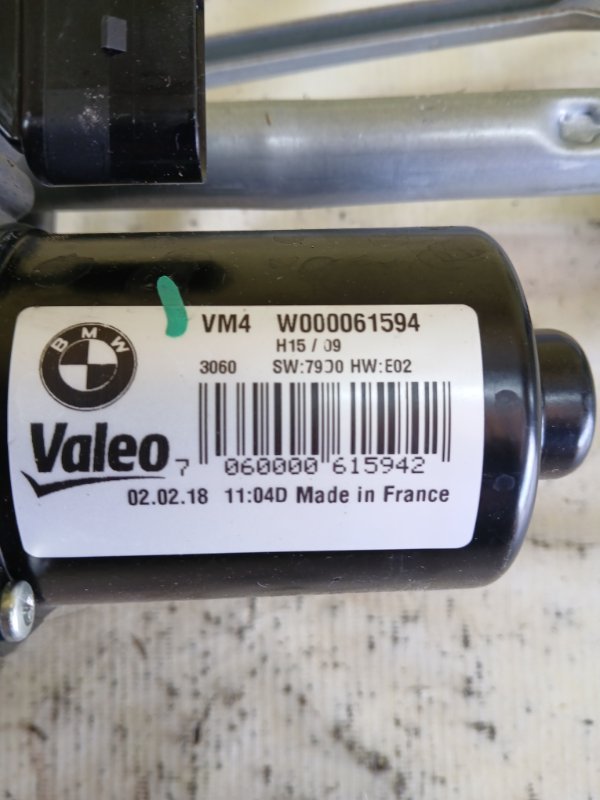 VM4 W000061594
H15 / 09
3060 SW:79D0 HW:E02
BMW
Valeo
7 060000 615942
02.02.18 11:04D Made in France